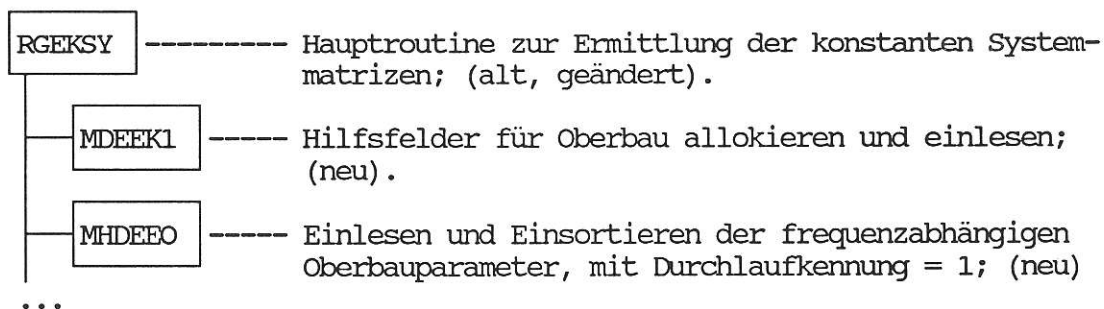 RGEKSY --------- Hauptroutine zur Ermittlung der konstanten System-
matrizen; (alt, geändert).
MDEEK1 ----- Hilfsfelder für Oberbau allokieren und einlesen;
(neu).
MHDEEO ----- Einlesen und Einsortieren der frequenzabhängigen
Oberbauparameter, mit Durchlaufkennung = 1; (neu)
...